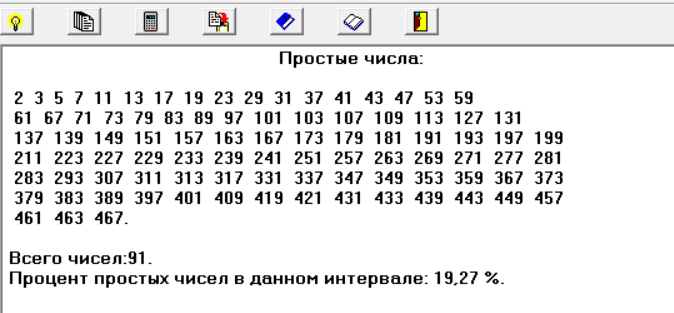 Простые числа:
2 3 5 7 11 13 17 19 23 29 31 37 41 43 47 53 59
61 67 71 73 79 83 89 97 101 103 107 109 113 127 131
137 139 149 151 157 163 167 173 179 181 191 193 197 199
211 223 227 229 233 239 241 251 257 263 269 271 277 281
283 293 307 311 313 317 331 337 347 349 353 359 367 373
379 383 389 397 401 409 419 421 431 433 439 443 449 457
461 463 467.
Всего чисел:91.
Процент простых чисел в данном интервале: 19,27 %.